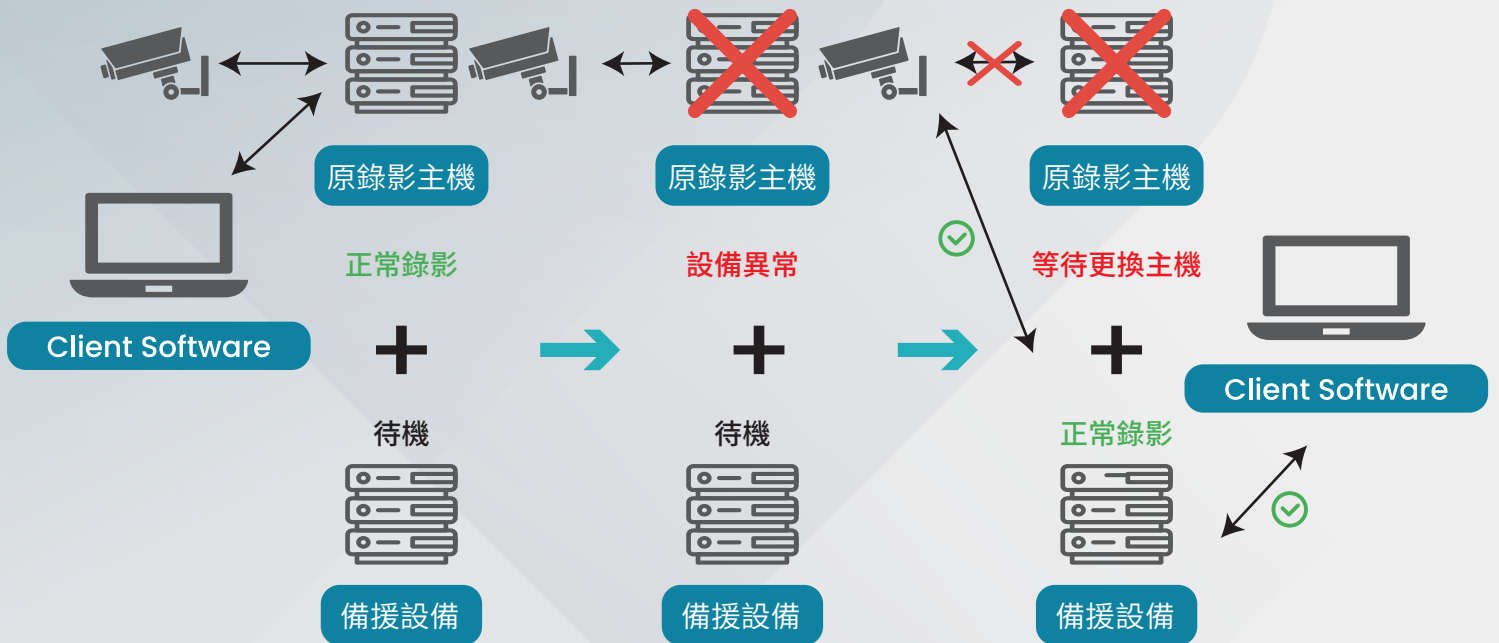 原錄影主機
原錄影主機
原錄影主機
正常錄影
設備異常
等待更換主機
Client Software
Client Software
待機
待機
正常錄影
備援設備
備援設備
備援設備